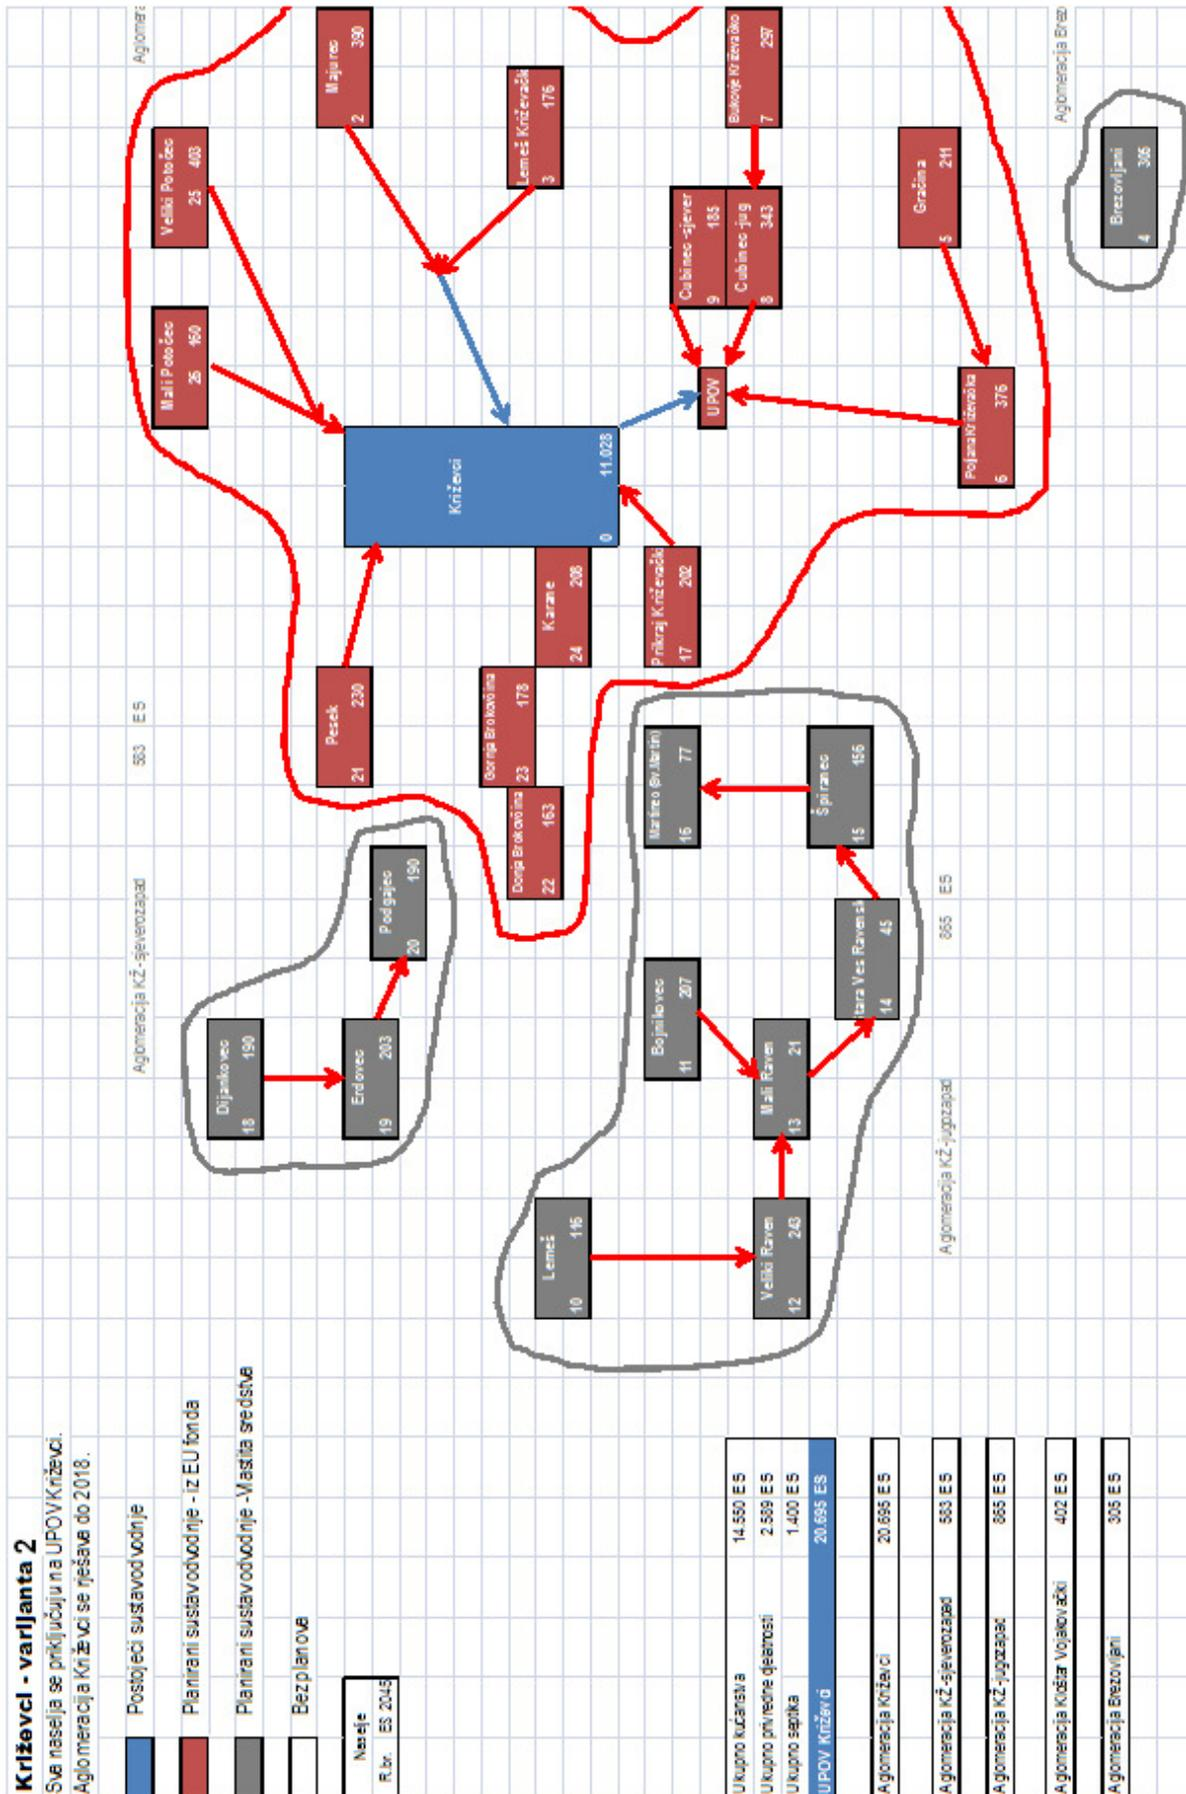 Križevci - varijanta 2
Sva naselja se priključuju na UPOV Križevci.
Aglomeracija Križevci se rješava do 2018.
Postojeći sustav odvodnje
Planirani sustav odvodnje - iz EU fonda
Planirani sustav odvodnje - Vlastita sredstva
Bez planova
Naselje
R.br. ES 2045
Ukupno kućanstva 14.550 ES
Ukupno privredne djelatnosti 2.589 ES
Ukupno septika 1.400 ES
UPOV Križevci 20.695 ES
Aglomeracija Križevci 20.695 ES
Aglomeracija KŽ-sjeverozapad 583 ES
Aglomeracija KŽ-jugozapad 865 ES
Aglomeracija Kloštar Vojakovački 402 ES
Aglomeracija Brezovljani 305 ES
Aglomeracija KŽ-sjeverozapad 583 ES
Dijankovec
18 190
Erdovec
19 203
Podgajec
20 190
Lemeš
10 116
Veliki Raven
12 243
Bojnikovec
11 207
Mali Raven
13 21
tara Ves Ravensk
14 45
Špiranec
15 156
Martinec (Sv.Martin)
16 77
Aglomeracija KŽ-jugozapad 865 ES
Pesek
21 230
Donja Brckovčina
22 163
Gornja Brckovčina
23 178
Karane
24 208
Prikraj Križevački
17 202
Križevci
0 11.028
Mali Potočec
26 160
Veliki Potočec
25 403
Majurec
2 390
Lemeš Križevački
3 176
UPOV
Cubinec-sjever
9 185
Cubinec-jug
8 343
Bukovje Križevačko
7 297
Poljana Križevačka
6 376
Gračina
5 211
Brezovljani
4 305
Aglomera
Aglomeracija Brez